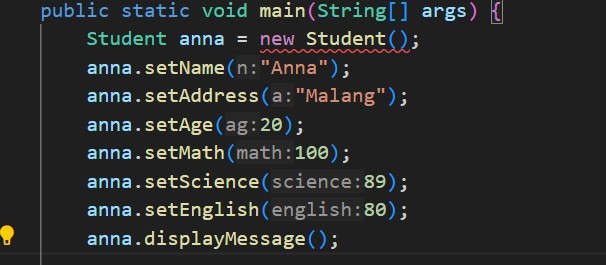 public static void main(String[] args) {
Student anna = new Student();
anna.setName(n:"Anna");
anna.setAddress(a:"Malang");
anna.setAge(ag:20);
anna.setMath(math:100);
anna.setScience(science:89);
anna.setEnglish(english:80);
anna.displayMessage();